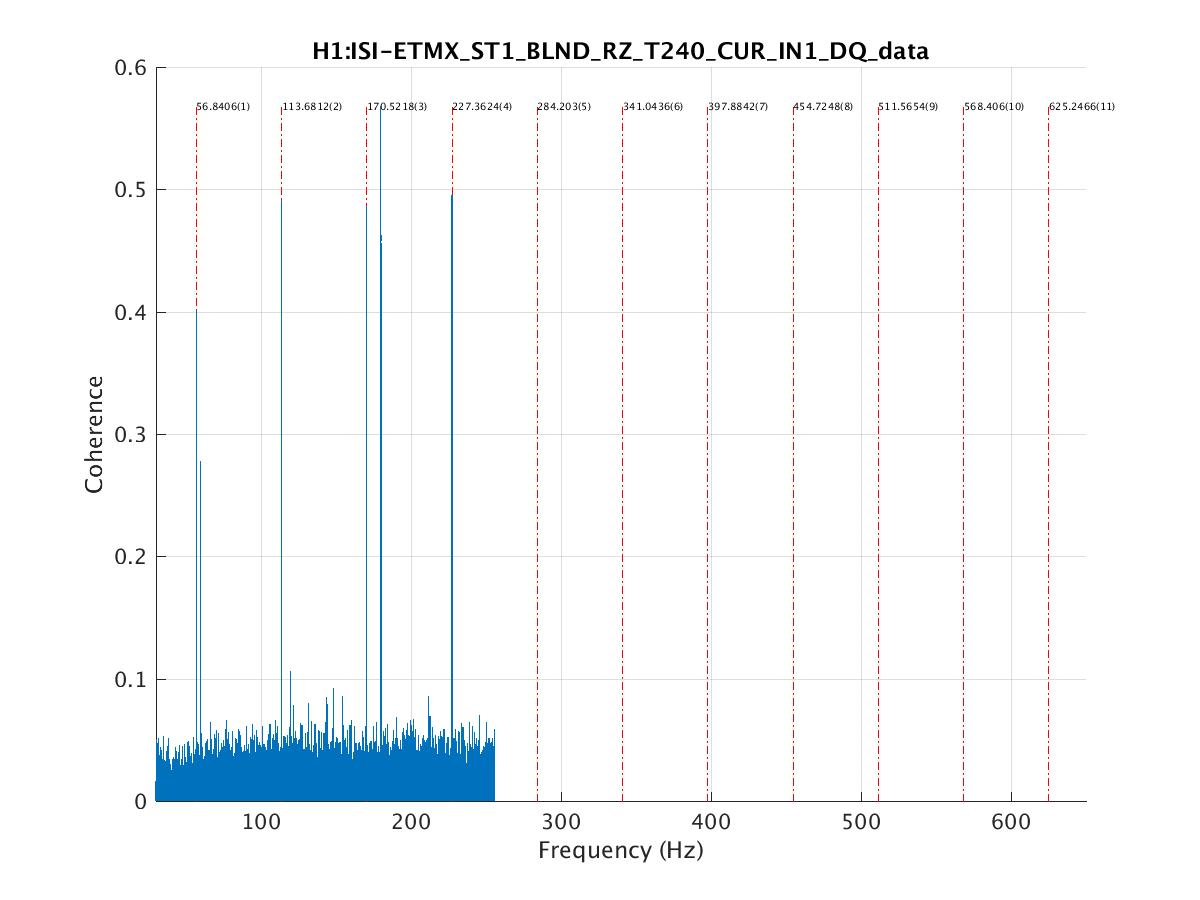 H1:ISI-ETMX_ST1_BLND_RZ_T240_CUR_IN1_DQ_data
0.6
56.8406(1) 113.6812(2) 170.5218(3) 227.3624(4) 284.203(5) 341.0436(6) 397.8842(7) 454.7248(8) 511.5654(9) 568.406(10) 625.2466(11)
0.5
0.4
0.3
0.2
0.1
0
Coherence
100 200 300 400 500 600
Frequency (Hz)